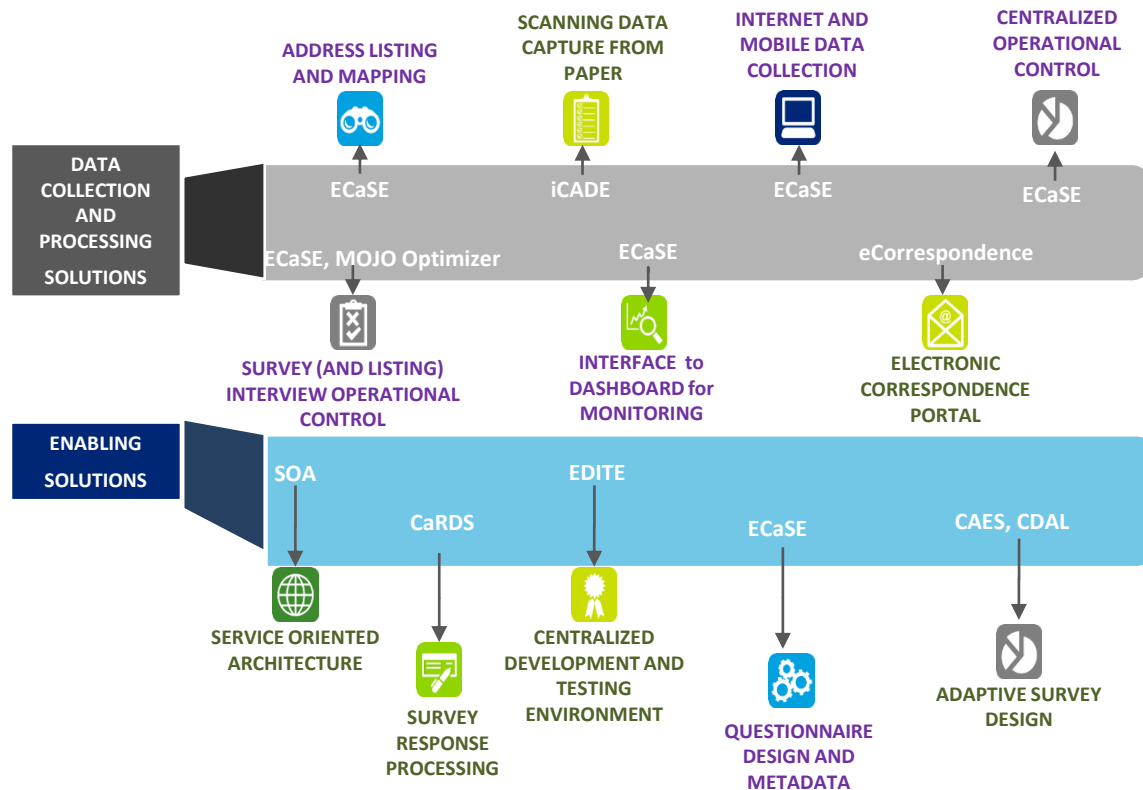 ADDRESS LISTING
AND MAPPING
SCANNING DATA
CAPTURE FROM
PAPER
INTERNET AND
MOBILE DATA
COLLECTION
CENTRALIZED
OPERATIONAL
CONTROL
DATA
COLLECTION
AND
PROCESSING
SOLUTIONS
ECaSE
iCADE
ECaSE
ECaSE
ECaSE, MOJO Optimizer
ECaSE
eCorrespondence
@
SURVEY (AND LISTING)
INTERVIEW OPERATIONAL
CONTROL
INTERFACE to
DASHBOARD for
MONITORING
ELECTRONIC
CORRESPONDENCE
PORTAL
ENABLING
SOLUTIONS
SOA
CaRDS
EDITE
ECaSE
CAES, CDAL
SERVICE ORIENTED
ARCHITECTURE
SURVEY
RESPONSE
PROCESSING
CENTRALIZED
DEVELOPMENT AND
TESTING
ENVIRONMENT
QUESTIONNAIRE
DESIGN AND
METADATA
ADAPTIVE SURVEY
DESIGN